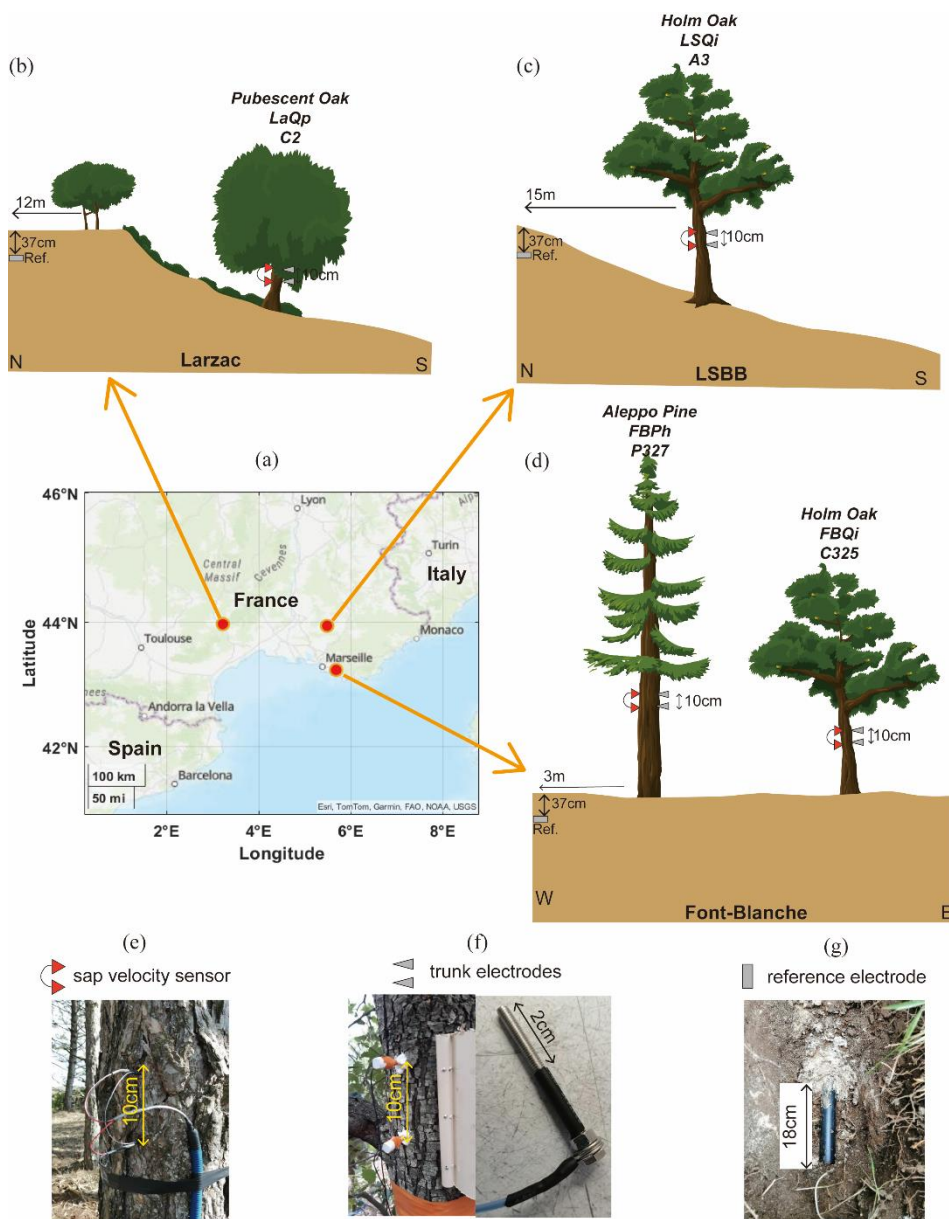 (b)
Pubescent Oak
LaQp
C2
12m
37cm
Ref.
10cm
N
Larzac
S
(c)
Holm Oak
LSQi
A3
15m
37cm
Ref.
10cm
N
LSBB
S
(a)
46°N
44°N
42°N
Latitude
Lyon
Turin
Central
Massif
Cevennes
France
Italy
Toulouse
Monaco
Marseille
Andorra la Vella
Spain
Barcelona
100 km
50 mi
Esri, TomTom, Garmin, FAO, NOAA, USGS
2°E
4°E
6°E
8°E
Longitude
(d)
Aleppo Pine
FBPh
P327
Holm Oak
FBQi
C325
10cm
10cm
3m
37cm
Ref.
W
Font-Blanche
E
(e)
sap velocity sensor
10cm
(f)
trunk electrodes
10cm
2cm
(g)
reference electrode
18cm